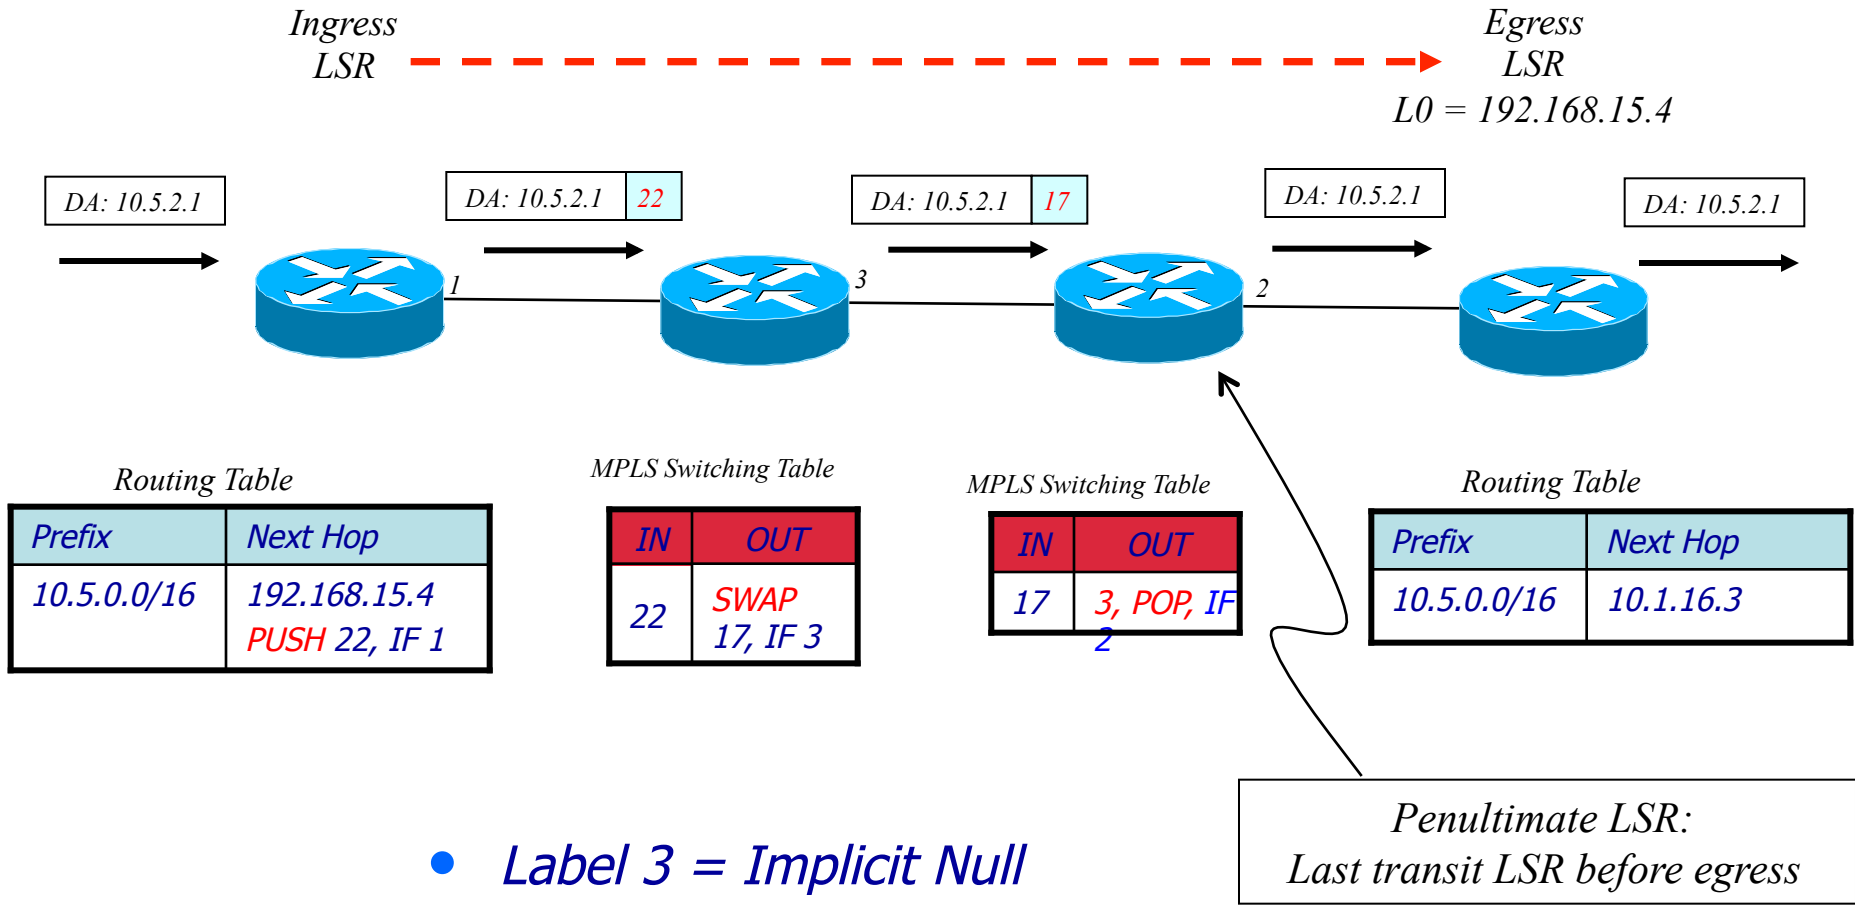 Ingress
LSR
Egress
LSR
L0 = 192.168.15.4
DA: 10.5.2.1
DA: 10.5.2.1 22
DA: 10.5.2.1 17
DA: 10.5.2.1
DA: 10.5.2.1
1
3
2
Routing Table
Prefix Next Hop
10.5.0.0/16 192.168.15.4
PUSH 22, IF 1
MPLS Switching Table
IN OUT
22 SWAP
17, IF 3
MPLS Switching Table
IN OUT
17 3, POP, IF
2
Routing Table
Prefix Next Hop
10.5.0.0/16 10.1.16.3
Penultimate LSR:
Last transit LSR before egress
• Label 3 = Implicit Null